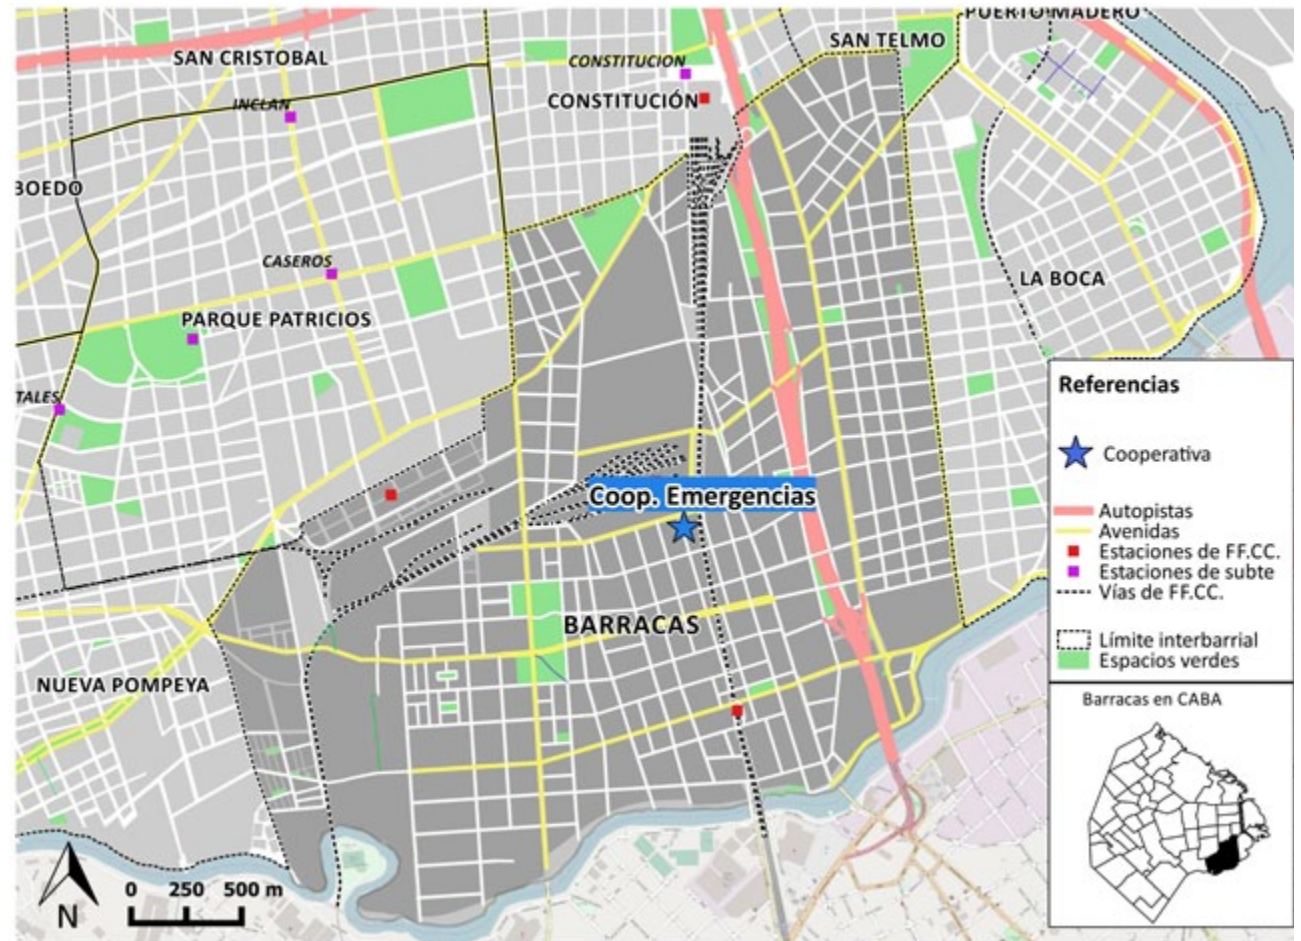 PUERTO MADERO
SAN TELMO
SAN CRISTOBAL
CONSTITUCION
CONSTITUCIÓN
INCLAN
BOEDO
CASEROS
LA BOCA
PARQUE PATRICIOS
TALES
Coop. Emergencias
BARRACAS
NUEVA POMPEYA
N
0 250 500 m
Referencias
Cooperativa
Autopistas
Avenidas
Estaciones de FF.CC.
Estaciones de subte
Vías de FF.CC.
Límite interbarrial
Espacios verdes
Barracas en CABA